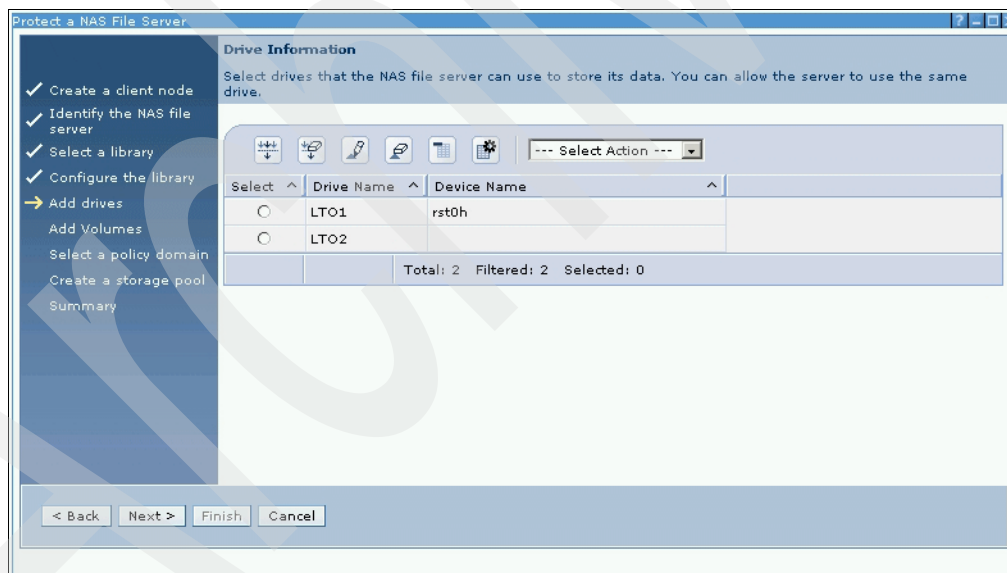 Protect a NAS File Server
? - □
Create a client node
Identify the NAS file
server
Select a library
Configure the library
Add drives
Add Volumes
Select a policy domain
Create a storage pool
Summary
Drive Information
Select drives that the NAS file server can use to store its data. You can allow the server to use the same
drive.
--- Select Action ---
Select ^ Drive Name ^ Device Name ^
LTO1 rst0h
LTO2
Total: 2 Filtered: 2 Selected: 0
< Back Next > Finish Cancel